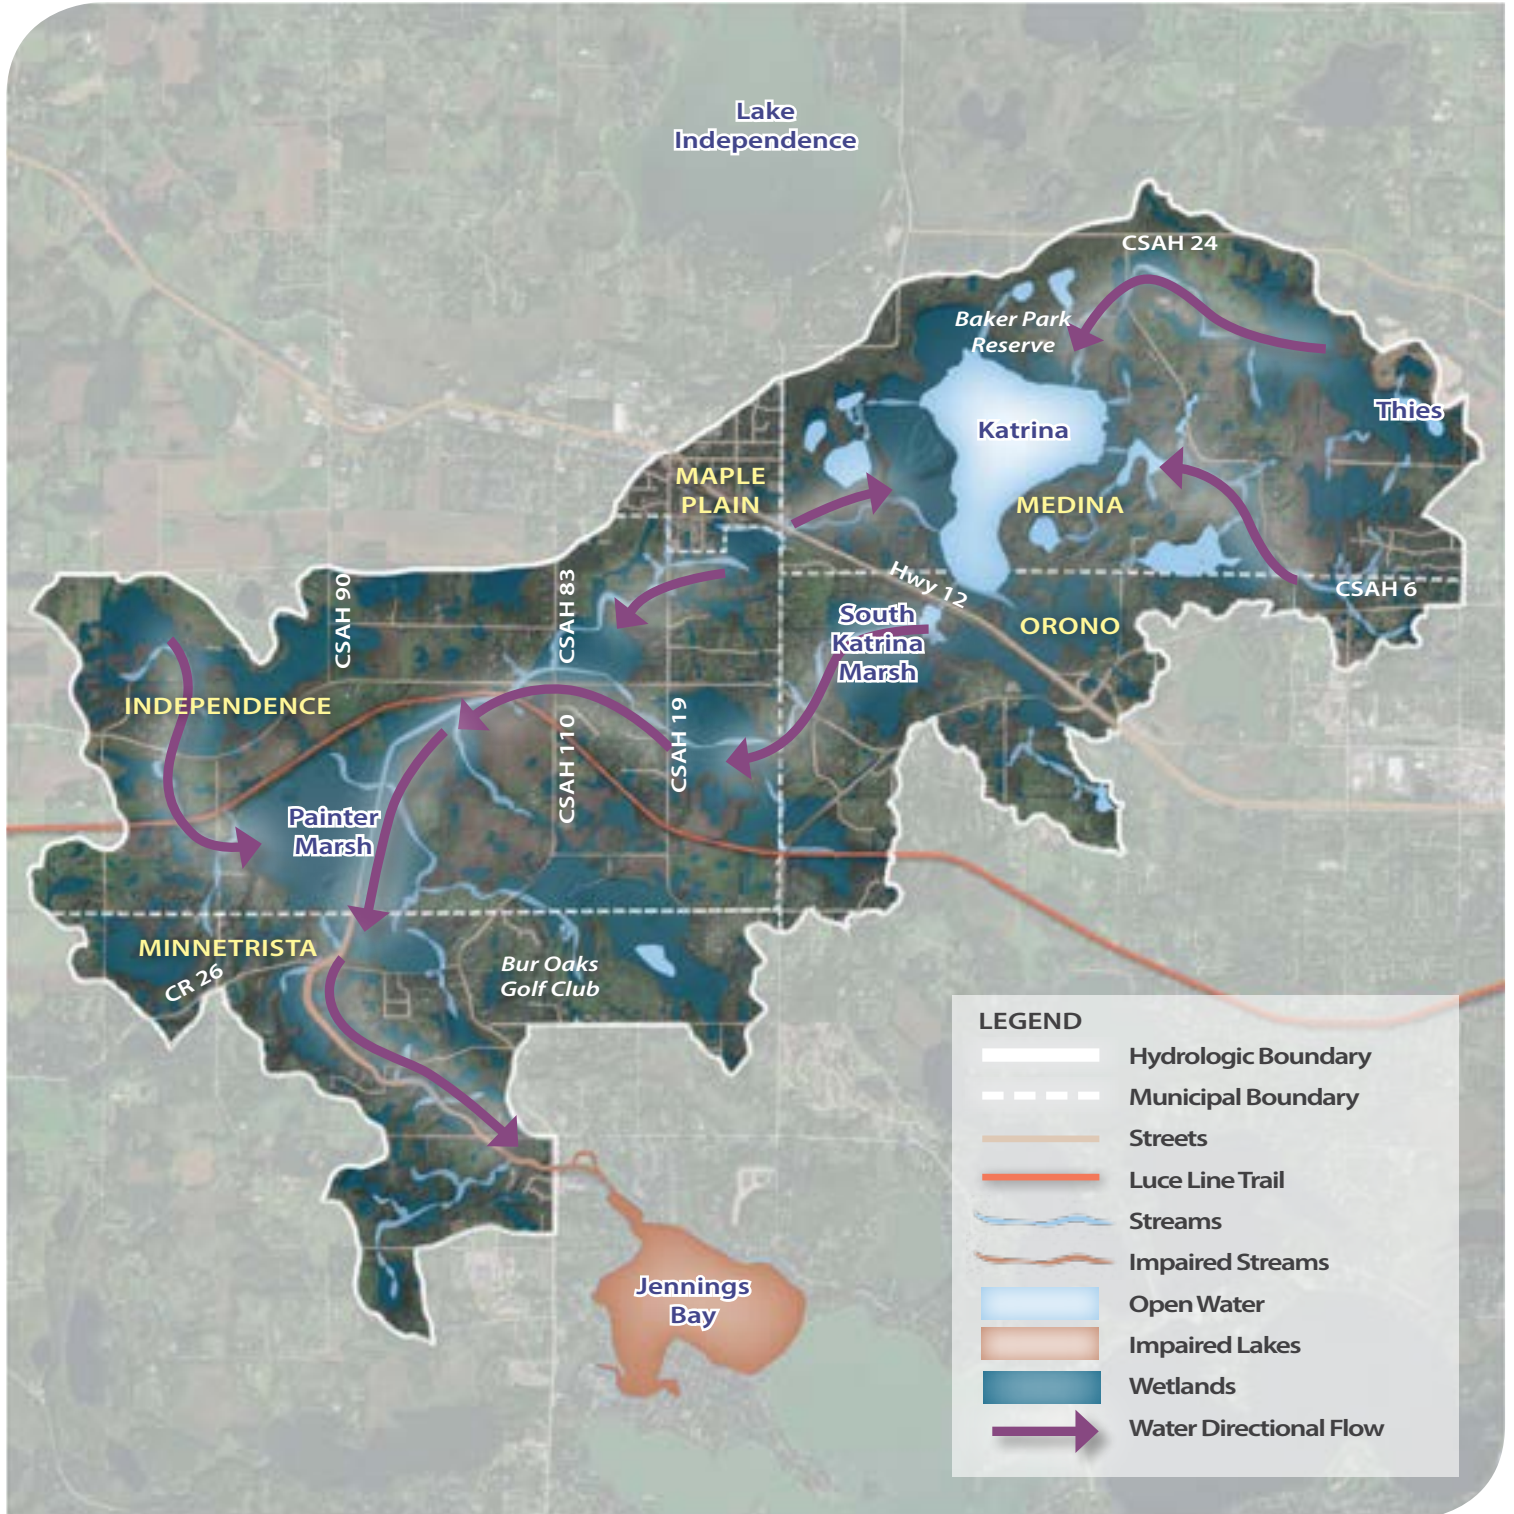 Lake
Independence
CSAH 24
Baker Park
Reserve
Thies
Katrina
MAPLE
PLAIN
MEDINA
Hwy 12
CSAH 90
CSAH 83
CSAH 6
South
Katrina
Marsh
ORONO
INDEPENDENCE
CSAH 110
CSAH 19
Painter
Marsh
MINNETRISTA
CR 26
Bur Oaks
Golf Club
Jennings
Bay
LEGEND
Hydrologic Boundary
Municipal Boundary
Streets
Luce Line Trail
Streams
Impaired Streams
Open Water
Impaired Lakes
Wetlands
Water Directional Flow